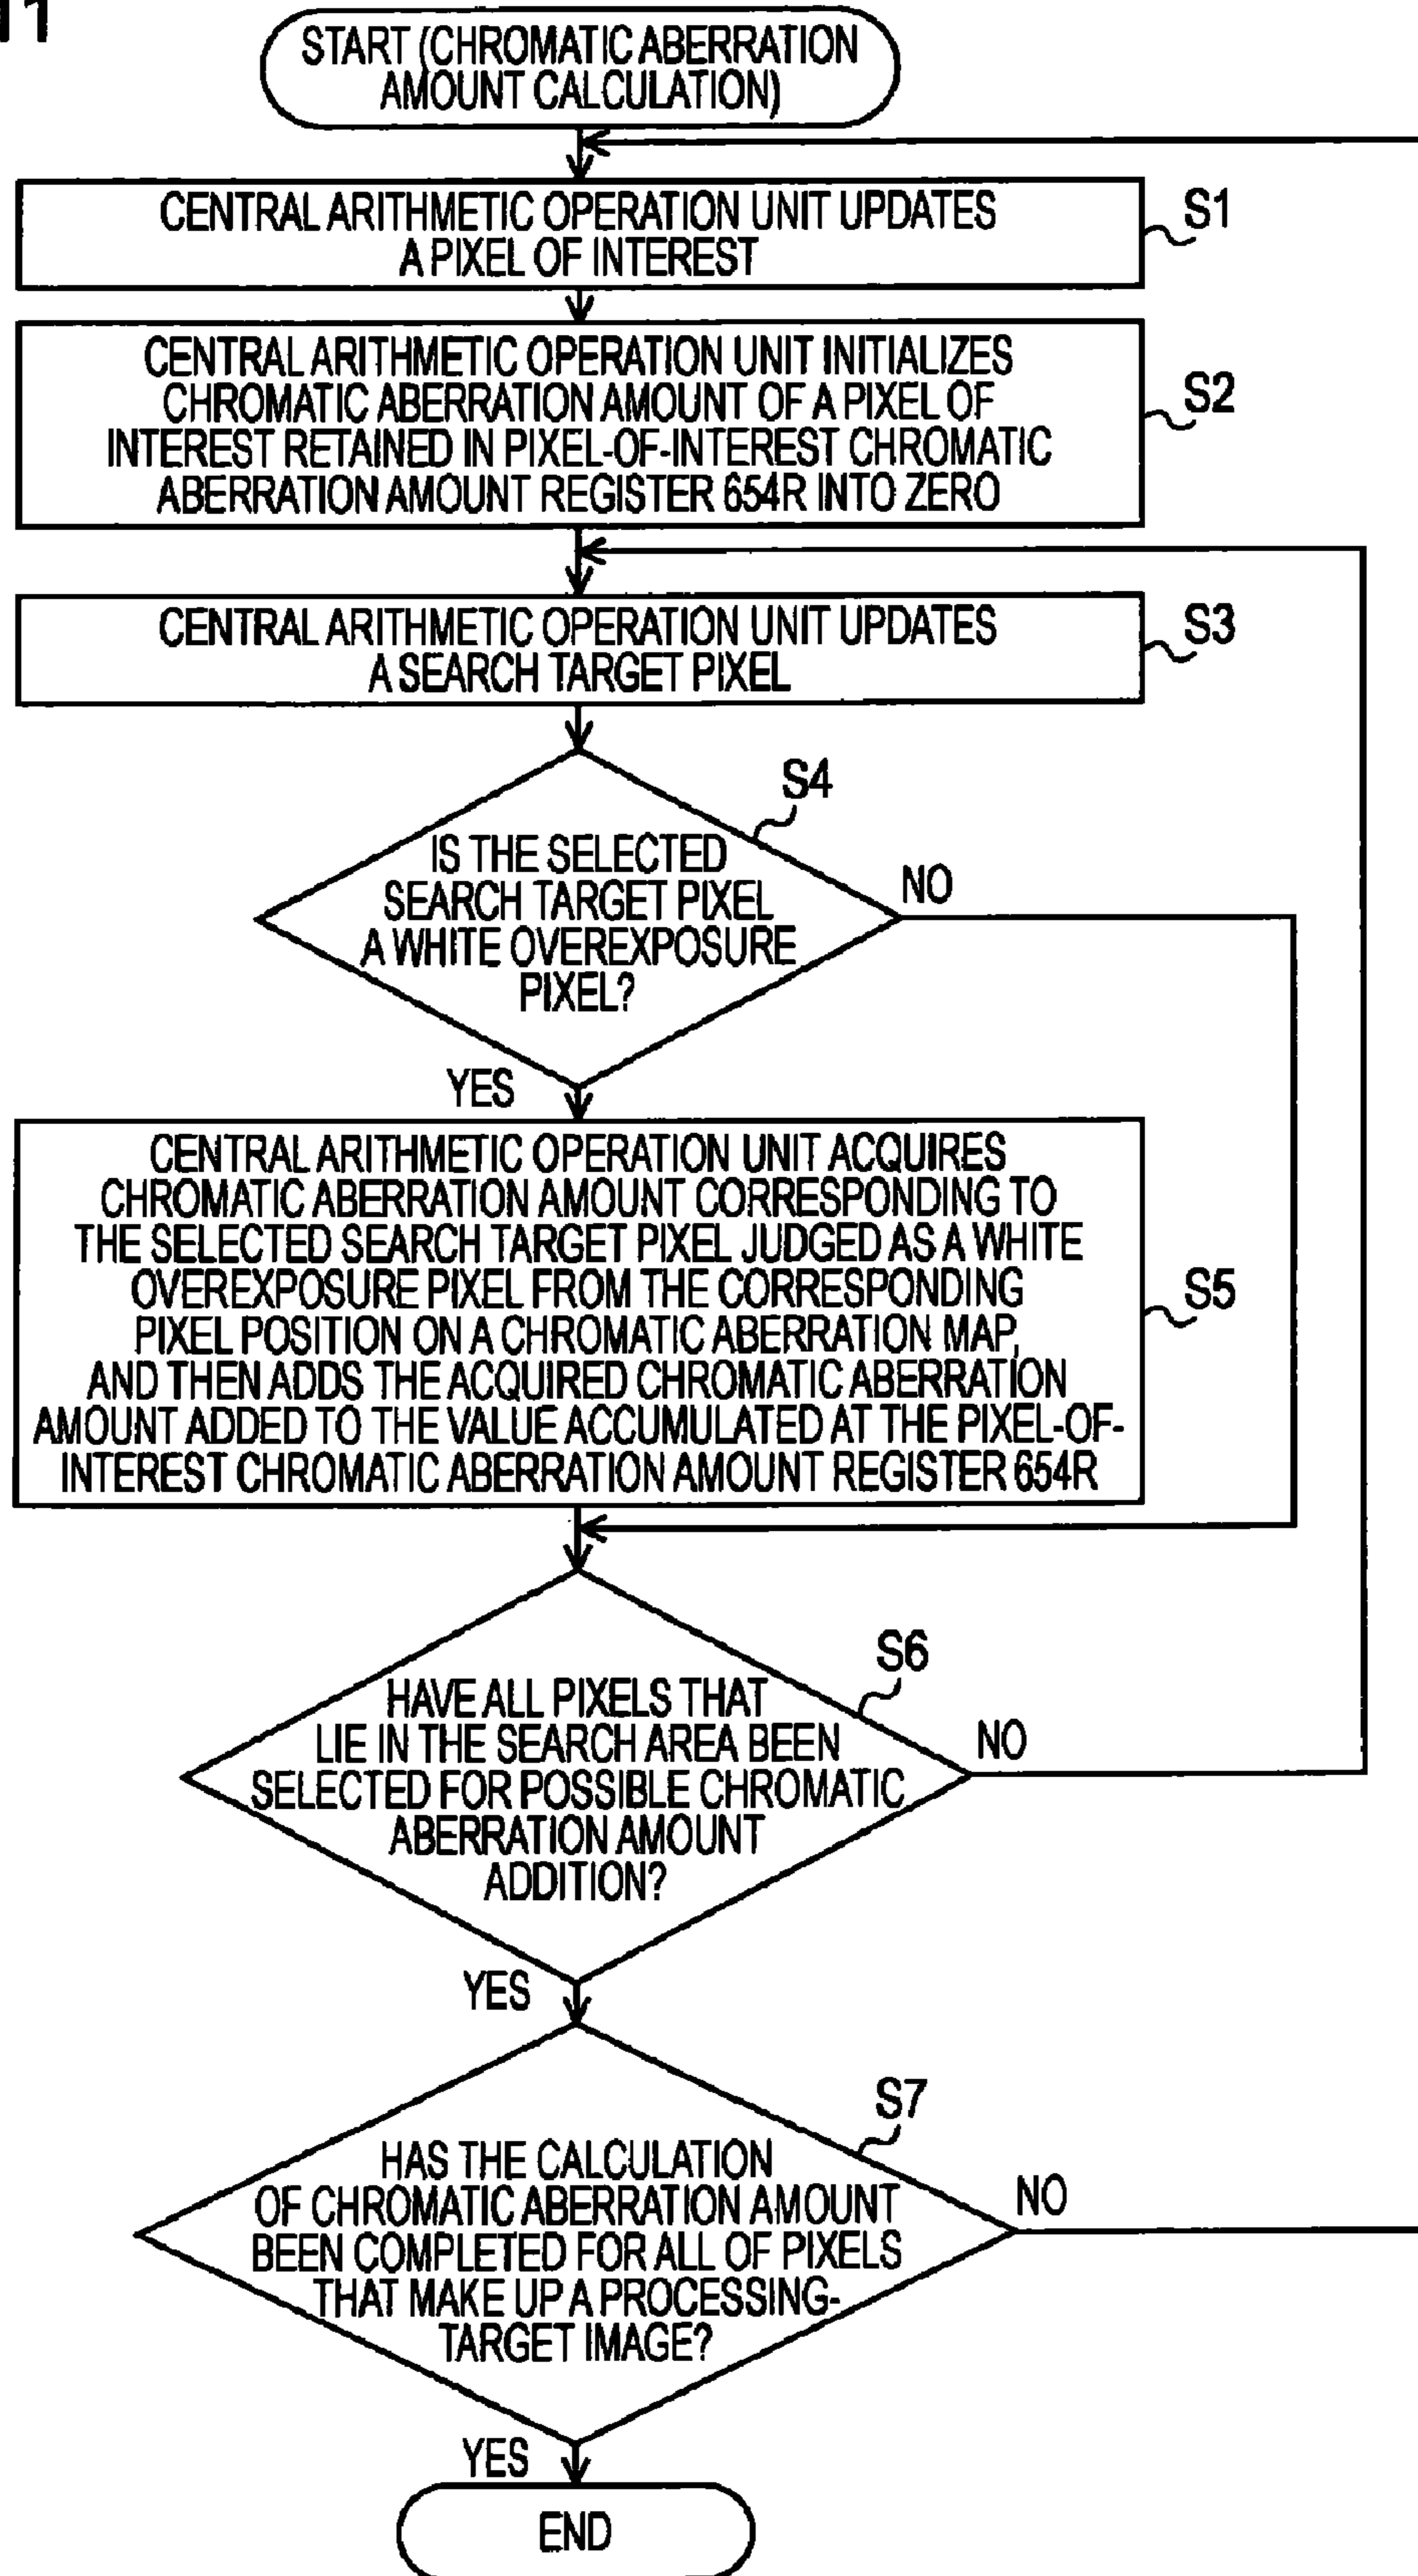 11
START (CHROMATIC ABERRATION
AMOUNT CALCULATION)
CENTRAL ARITHMETIC OPERATION UNIT UPDATES
A PIXEL OF INTEREST
S1
CENTRAL ARITHMETIC OPERATION UNIT INITIALIZES
CHROMATIC ABERRATION AMOUNT OF A PIXEL OF
INTEREST RETAINED IN PIXEL-OF-INTEREST CHROMATIC
ABERRATION AMOUNT REGISTER 654R INTO ZERO
S2
CENTRAL ARITHMETIC OPERATION UNIT UPDATES
A SEARCH TARGET PIXEL
S3
S4
IS THE SELECTED
SEARCH TARGET PIXEL
A WHITE OVEREXPOSURE
PIXEL?
NO
YES
CENTRAL ARITHMETIC OPERATION UNIT ACQUIRES
CHROMATIC ABERRATION AMOUNT CORRESPONDING TO
THE SELECTED SEARCH TARGET PIXEL JUDGED AS A WHITE
OVEREXPOSURE PIXEL FROM THE CORRESPONDING
PIXEL POSITION ON A CHROMATIC ABERRATION MAP,
AND THEN ADDS THE ACQUIRED CHROMATIC ABERRATION
AMOUNT ADDED TO THE VALUE ACCUMULATED AT THE PIXEL-OF-
INTEREST CHROMATIC ABERRATION AMOUNT REGISTER 654R
S5
S6
HAVE ALL PIXELS THAT
LIE IN THE SEARCH AREA BEEN
SELECTED FOR POSSIBLE CHROMATIC
ABERRATION AMOUNT
ADDITION?
NO
YES
S7
HAS THE CALCULATION
OF CHROMATIC ABERRATION AMOUNT
BEEN COMPLETED FOR ALL OF PIXELS
THAT MAKE UP A PROCESSING-
TARGET IMAGE?
NO
YES
END